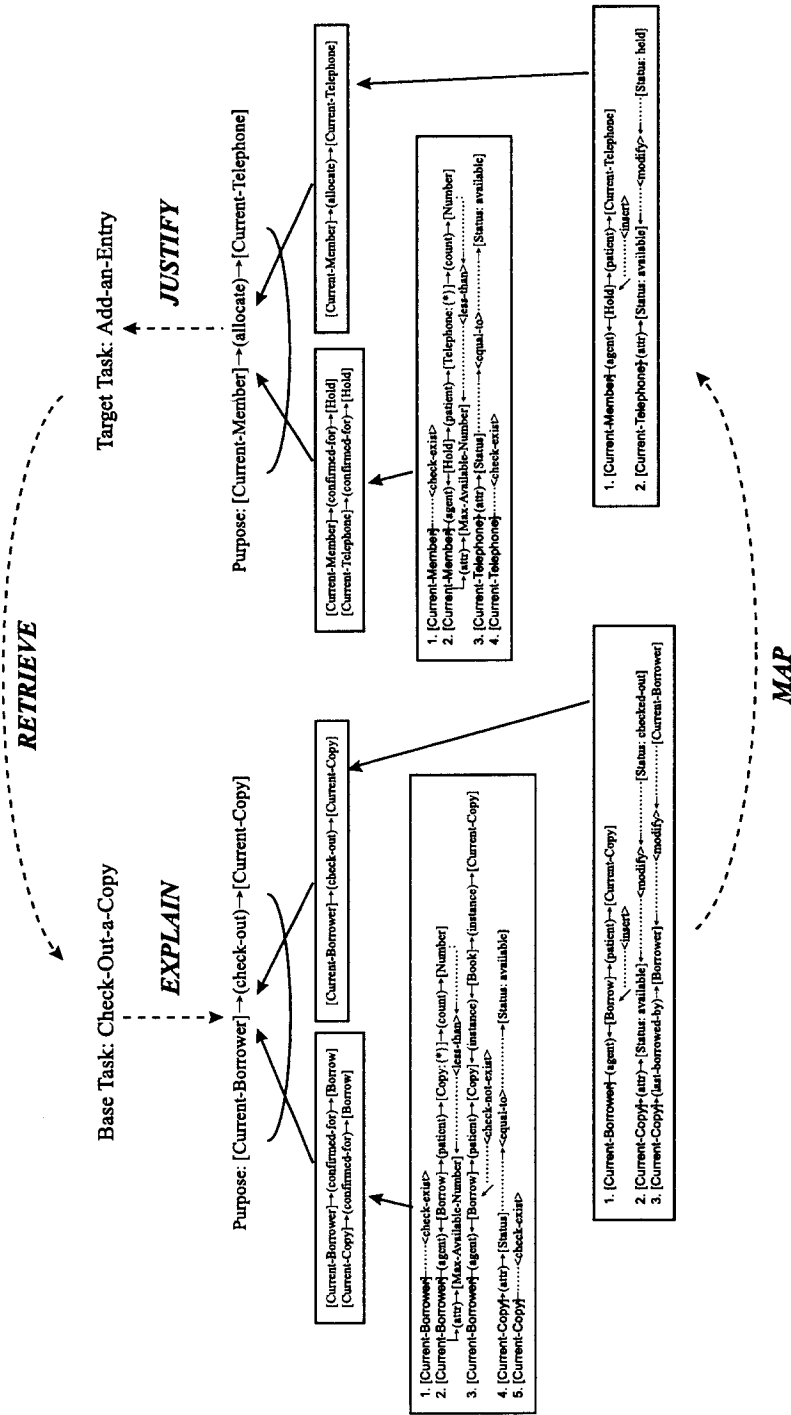 RETRIEVE
Base Task: Check-Out-a-Copy
EXPLAIN
Purpose: [Current-Borrower]→(check-out)→[Current-Copy]
[Current-Borrower]→(confirmed-for)→[Borrow]
[Current-Copy]→(confirmed-for)→[Borrow]
[Current-Borrower]→(check-out)→[Current-Copy]
1. [Current-Borrower]……<check-exist>
2. [Current-Borrower]-(agent)←[Borrow]→(patient)→[Copy:{*}]→(count)→[Number]
→(attr)→[Max-Available-Number]←………<less-than>………
3. [Current-Borrower]-(agent)←[Borrow]→(patient)→[Copy]←(instance)←[Book]→(instance)→[Current-Copy]
<check-not-exist>
4. [Current-Copy]+(attr)→[Status]………<equal-to>………→[Status: available]
5. [Current-Copy]……<check-exist>
1. [Current-Borrower]-(agent)←[Borrow]→(patient)→[Current-Copy]
<insert>
2. [Current-Copy]+(attr)→[Status: available]←………<modify>←………[Status: checked-out]
3. [Current-Copy]+(last-borrowed-by)→[Borrower]←………<modify>←………[Current-Borrower]
Target Task: Add-an-Entry
JUSTIFY
Purpose: [Current-Member]→(allocate)→[Current-Telephone]
[Current-Member]→(confirmed-for)→[Hold]
[Current-Telephone]→(confirmed-for)→[Hold]
[Current-Member]→(allocate)→[Current-Telephone]
1. [Current-Member]……<check-exist>
2. [Current-Member]-(agent)←[Hold]→(patient)→[Telephone:{*}]→(count)→[Number]
→(attr)→[Max-Available-Number]←………<less-than>←………
3. [Current-Telephone]+(attr)→[Status]………<equal-to>………→[Status: available]
4. [Current-Telephone]……<check-exist>
1. [Current-Member]-(agent)←[Hold]→(patient)→[Current-Telephone]
<insert>
2. [Current-Telephone]+(attr)→[Status: available]←………<modify>←………[Status: held]
MAP